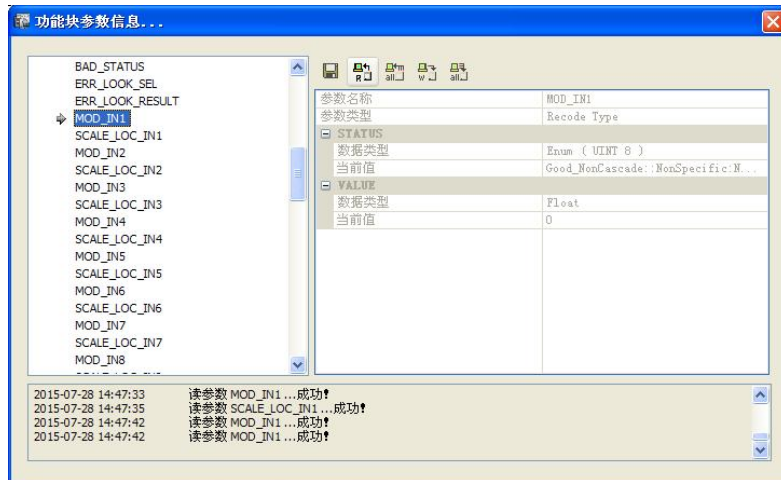 功能块参数信息...
BAD_STATUS
ERR_LOOK_SEL
ERR_LOOK_RESULT
MOD_IN1
SCALE_LOC_IN1
MOD_IN2
SCALE_LOC_IN2
MOD_IN3
SCALE_LOC_IN3
MOD_IN4
SCALE_LOC_IN4
MOD_IN5
SCALE_LOC_IN5
MOD_IN6
SCALE_LOC_IN6
MOD_IN7
SCALE_LOC_IN7
MOD_IN8
R all w all
参数名称 MOD_IN1
参数类型 Recode Type
STATUS
数据类型 Enum ( UINT 8 )
当前值 Good_NonCascade::NonSpecific:N...
VALUE
数据类型 Float
当前值 0
2015-07-28 14:47:33 读参数 MOD_IN1 ...成功!
2015-07-28 14:47:35 读参数 SCALE_LOC_IN1 ...成功!
2015-07-28 14:47:42 读参数 MOD_IN1 ...成功!
2015-07-28 14:47:42 读参数 MOD_IN1 ...成功!